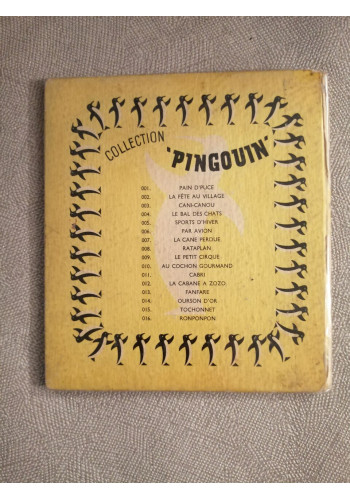 COLLECTION
"PINGOUIN"
001. PAIN D'PUCE
002. LA FÊTE AU VILLAGE
003. CANI-CANOU
004. LE BAL DES CHATS
005. SPORTS D'HIVER
006. PAR AVION
007. LA CANE PERDUE
008. RATAPLAN
009. LE PETIT CIRQUE
010. AU COCHON GOURMAND
011. CABRI
012. LA CABANE A ZOZO
013. FANFARE
014. OURSON D'OR
015. TOCHONNET
016. RONPONPON